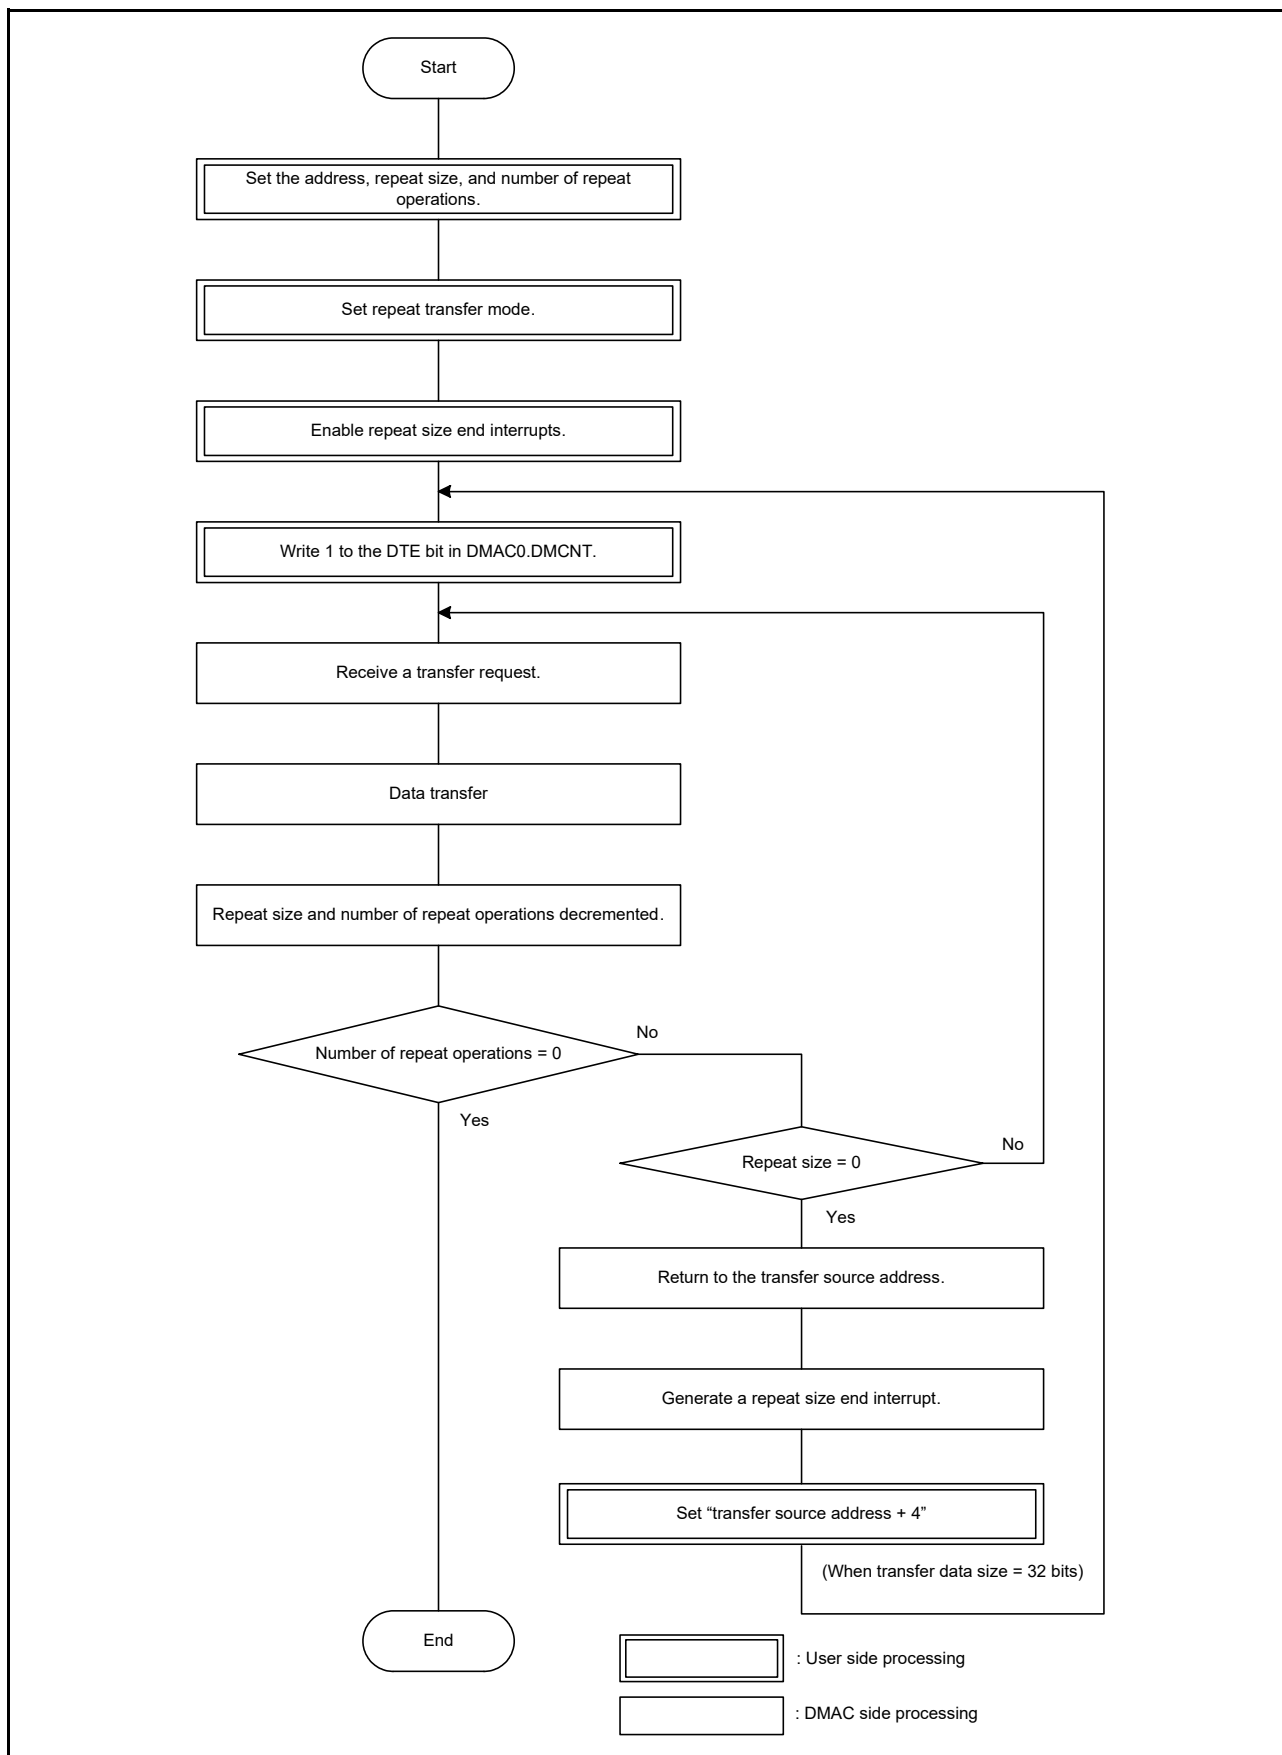 Start
Set the address, repeat size, and number of repeat
operations.
Set repeat transfer mode.
Enable repeat size end interrupts.
Write 1 to the DTE bit in DMAC0.DMCNT.
Receive a transfer request.
Data transfer
Repeat size and number of repeat operations decremented.
Number of repeat operations = 0
No
Yes
Repeat size = 0
No
Yes
Return to the transfer source address.
Generate a repeat size end interrupt.
Set “transfer source address + 4”
(When transfer data size = 32 bits)
End
: User side processing
: DMAC side processing